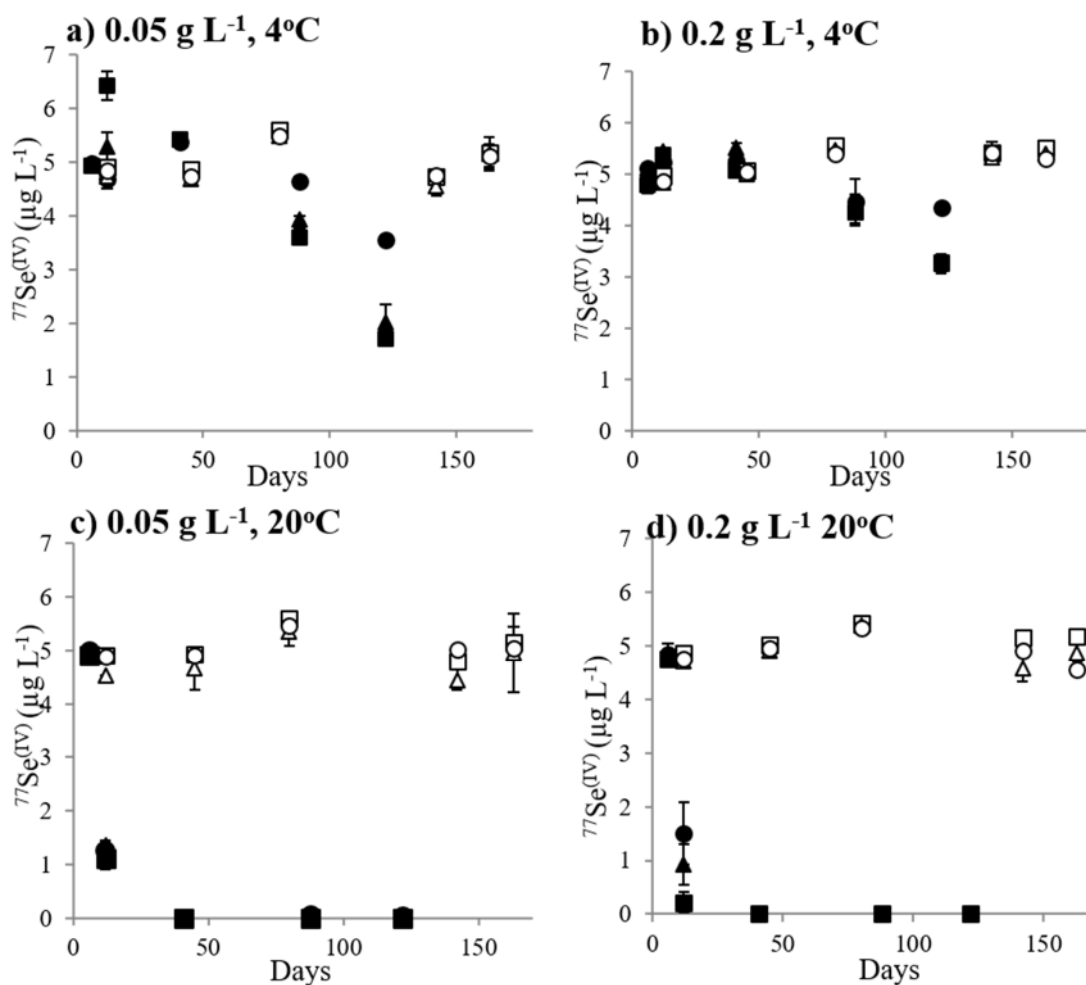 a) 0.05 g L⁻¹, 4ºC
7
6
5
4
3
2
1
0
⁷⁷Se⁽ᴵⱽ⁾ (µg L⁻¹)
0 50 100 150
Days
b) 0.2 g L⁻¹, 4ºC
7
6
5
4
3
2
1
0
⁷⁷Se⁽ᴵⱽ⁾ (µg L⁻¹)
0 50 100 150
Days
c) 0.05 g L⁻¹, 20ºC
7
6
5
4
3
2
1
0
⁷⁷Se⁽ᴵⱽ⁾ (µg L⁻¹)
0 50 100 150
Days
d) 0.2 g L⁻¹ 20ºC
7
6
5
4
3
2
1
0
⁷⁷Se⁽ᴵⱽ⁾ (µg L⁻¹)
0 50 100 150
Days